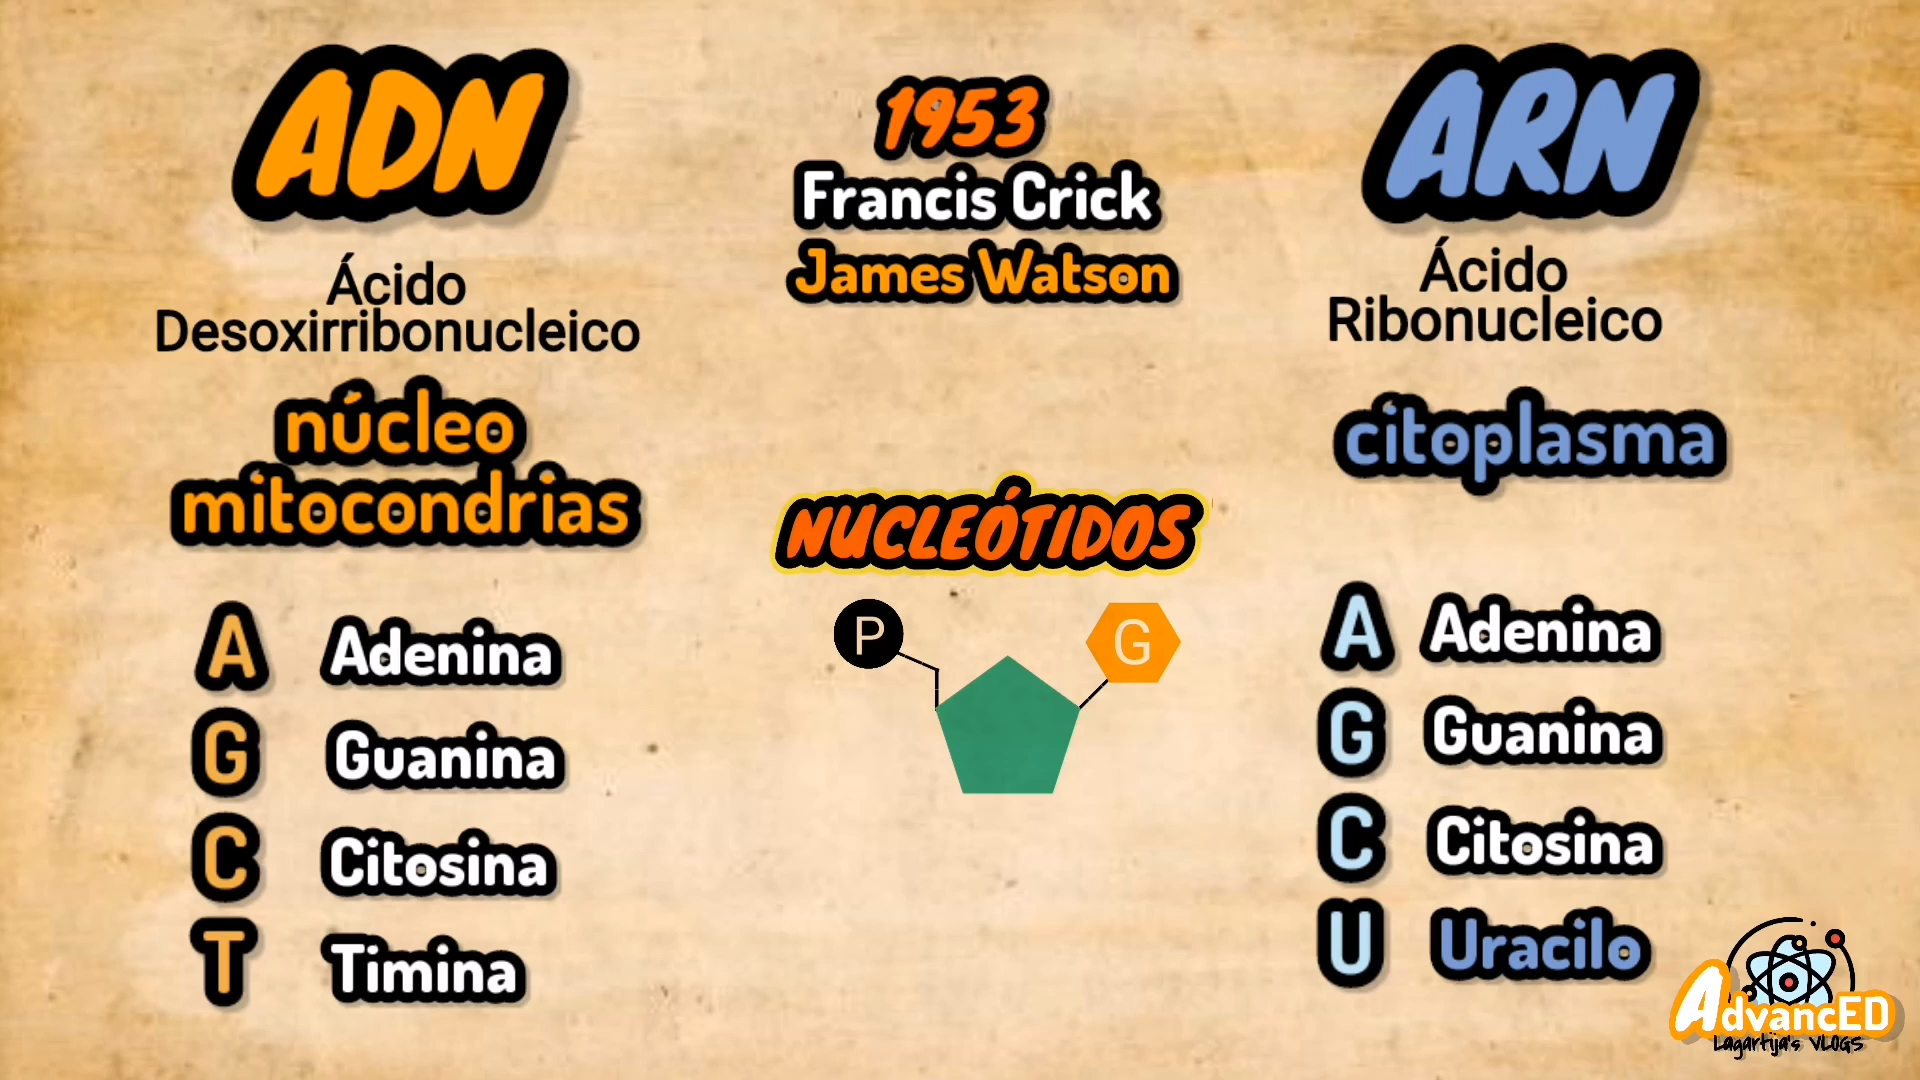 ADN
Ácido
Desoxirribonucleico
núcleo
mitocondrias
A Adenina
G Guanina
C Citosina
T Timina
1953
Francis Crick
James Watson
NUCLEÓTIDOS
P
G
ARN
Ácido
Ribonucleico
citoplasma
A Adenina
G Guanina
C Citosina
U Uracilo
AdvancED
Lagartija's VLOGS